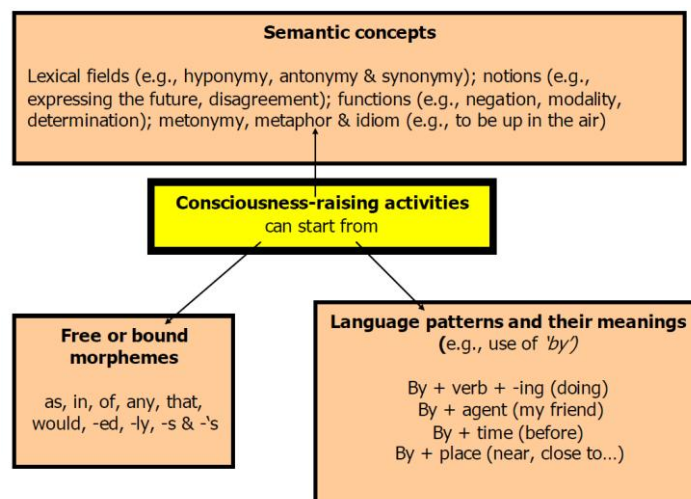 Semantic concepts
Lexical fields (e.g., hyponymy, antonymy & synonymy); notions (e.g.,
expressing the future, disagreement); functions (e.g., negation, modality,
determination); metonymy, metaphor & idiom (e.g., to be up in the air)
Consciousness-raising activities
can start from
Free or bound
morphemes
as, in, of, any, that,
would, -ed, -ly, -s & -‘s
Language patterns and their meanings
(e.g., use of ‘by’)
By + verb + -ing (doing)
By + agent (my friend)
By + time (before)
By + place (near, close to…)